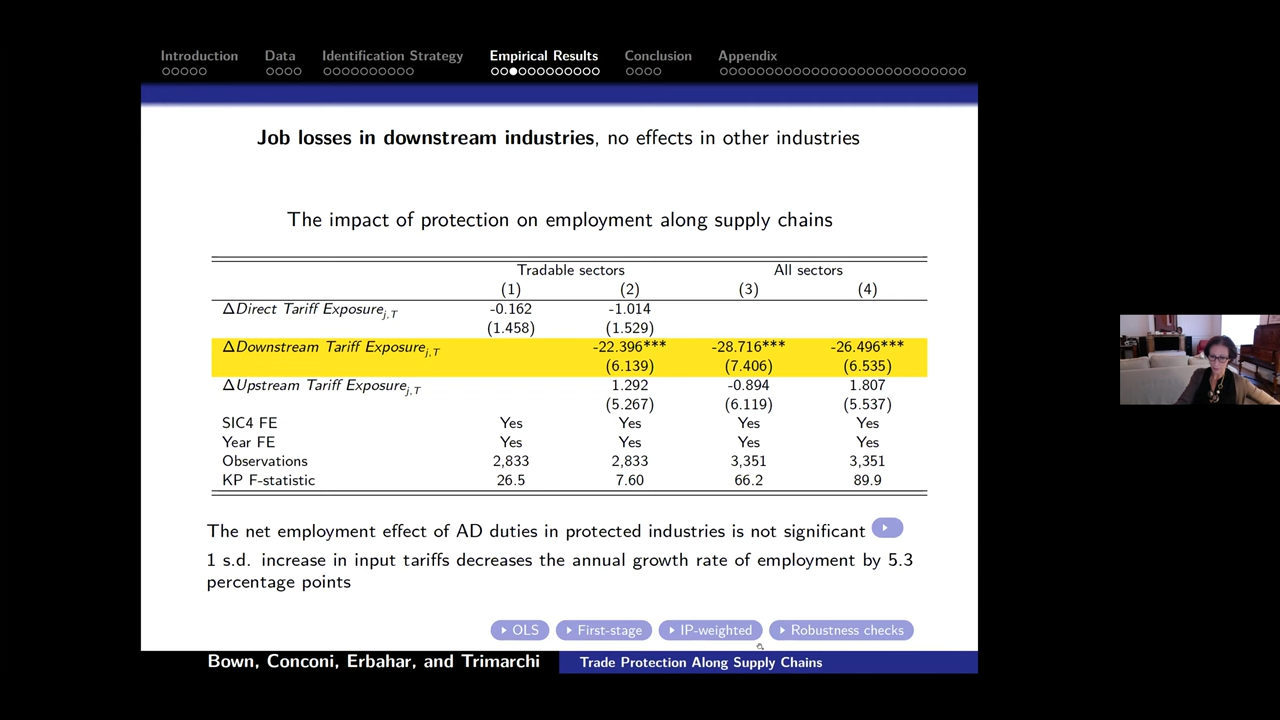 Introduction Data Identification Strategy Empirical Results Conclusion Appendix
Job losses in downstream industries, no effects in other industries
The impact of protection on employment along supply chains
Tradable sectors All sectors
(1) (2) (3) (4)
ΔDirect Tariff Exposure j,T -0.162 -1.014
(1.458) (1.529)
ΔDownstream Tariff Exposure j,T -22.396*** -28.716*** -26.496***
(6.139) (7.406) (6.535)
ΔUpstream Tariff Exposure j,T 1.292 -0.894 1.807
(5.267) (6.119) (5.537)
SIC4 FE Yes Yes Yes Yes
Year FE Yes Yes Yes Yes
Observations 2,833 2,833 3,351 3,351
KP F-statistic 26.5 7.60 66.2 89.9
The net employment effect of AD duties in protected industries is not significant
1 s.d. increase in input tariffs decreases the annual growth rate of employment by 5.3
percentage points
OLS First-stage IP-weighted Robustness checks
Bown, Conconi, Erbahar, and Trimarchi Trade Protection Along Supply Chains